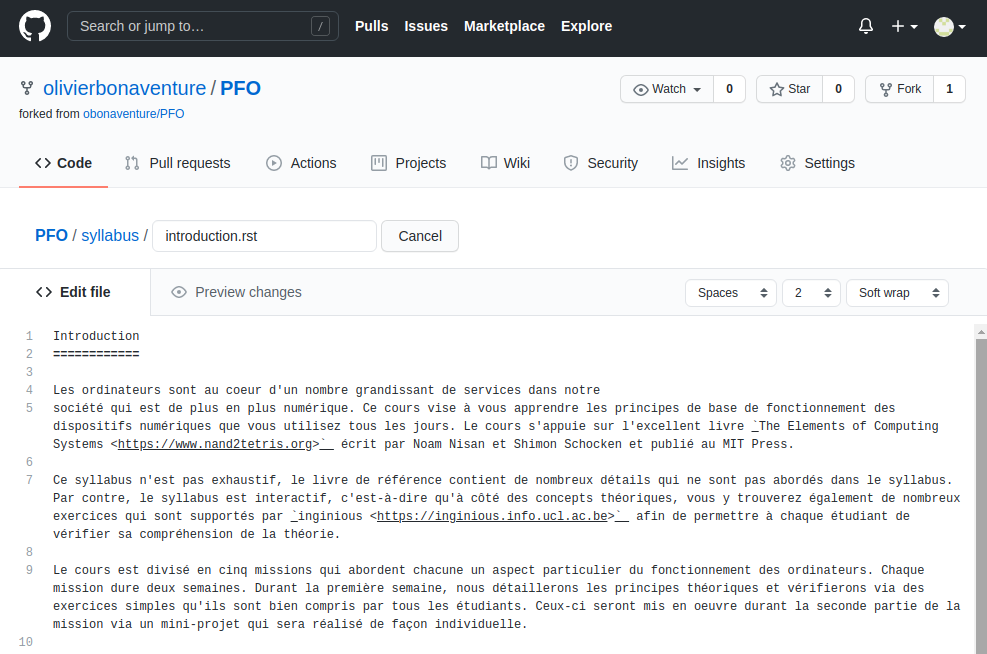 Search or jump to… /
Pulls Issues Marketplace Explore
olivierbonaventure / PFO
Watch 0 Star 0 Fork 1
forked from obonaventure/PFO
Code Pull requests Actions Projects Wiki Security Insights Settings
PFO / syllabus / introduction.rst Cancel
Edit file Preview changes Spaces 2 Soft wrap
1 Introduction
2 ============
3
4 Les ordinateurs sont au coeur d'un nombre grandissant de services dans notre
5 société qui est de plus en plus numérique. Ce cours vise à vous apprendre les principes de base de fonctionnement des
dispositifs numériques que vous utilisez tous les jours. Le cours s'appuie sur l'excellent livre `The Elements of Computing
Systems <https://www.nand2tetris.org>`_ écrit par Noam Nisan et Shimon Schocken et publié au MIT Press.
6
7 Ce syllabus n'est pas exhaustif, le livre de référence contient de nombreux détails qui ne sont pas abordés dans le syllabus.
Par contre, le syllabus est interactif, c'est-à-dire qu'à côté des concepts théoriques, vous y trouverez également de nombreux
exercices qui sont supportés par `inginious <https://inginious.info.ucl.ac.be>`_ afin de permettre à chaque étudiant de
vérifier sa compréhension de la théorie.
8
9 Le cours est divisé en cinq missions qui abordent chacune un aspect particulier du fonctionnement des ordinateurs. Chaque
mission dure deux semaines. Durant la première semaine, nous détaillerons les principes théoriques et vérifierons via des
exercices simples qu'ils sont bien compris par tous les étudiants. Ceux-ci seront mis en oeuvre durant la seconde partie de la
mission via un mini-projet qui sera réalisé de façon individuelle.
10